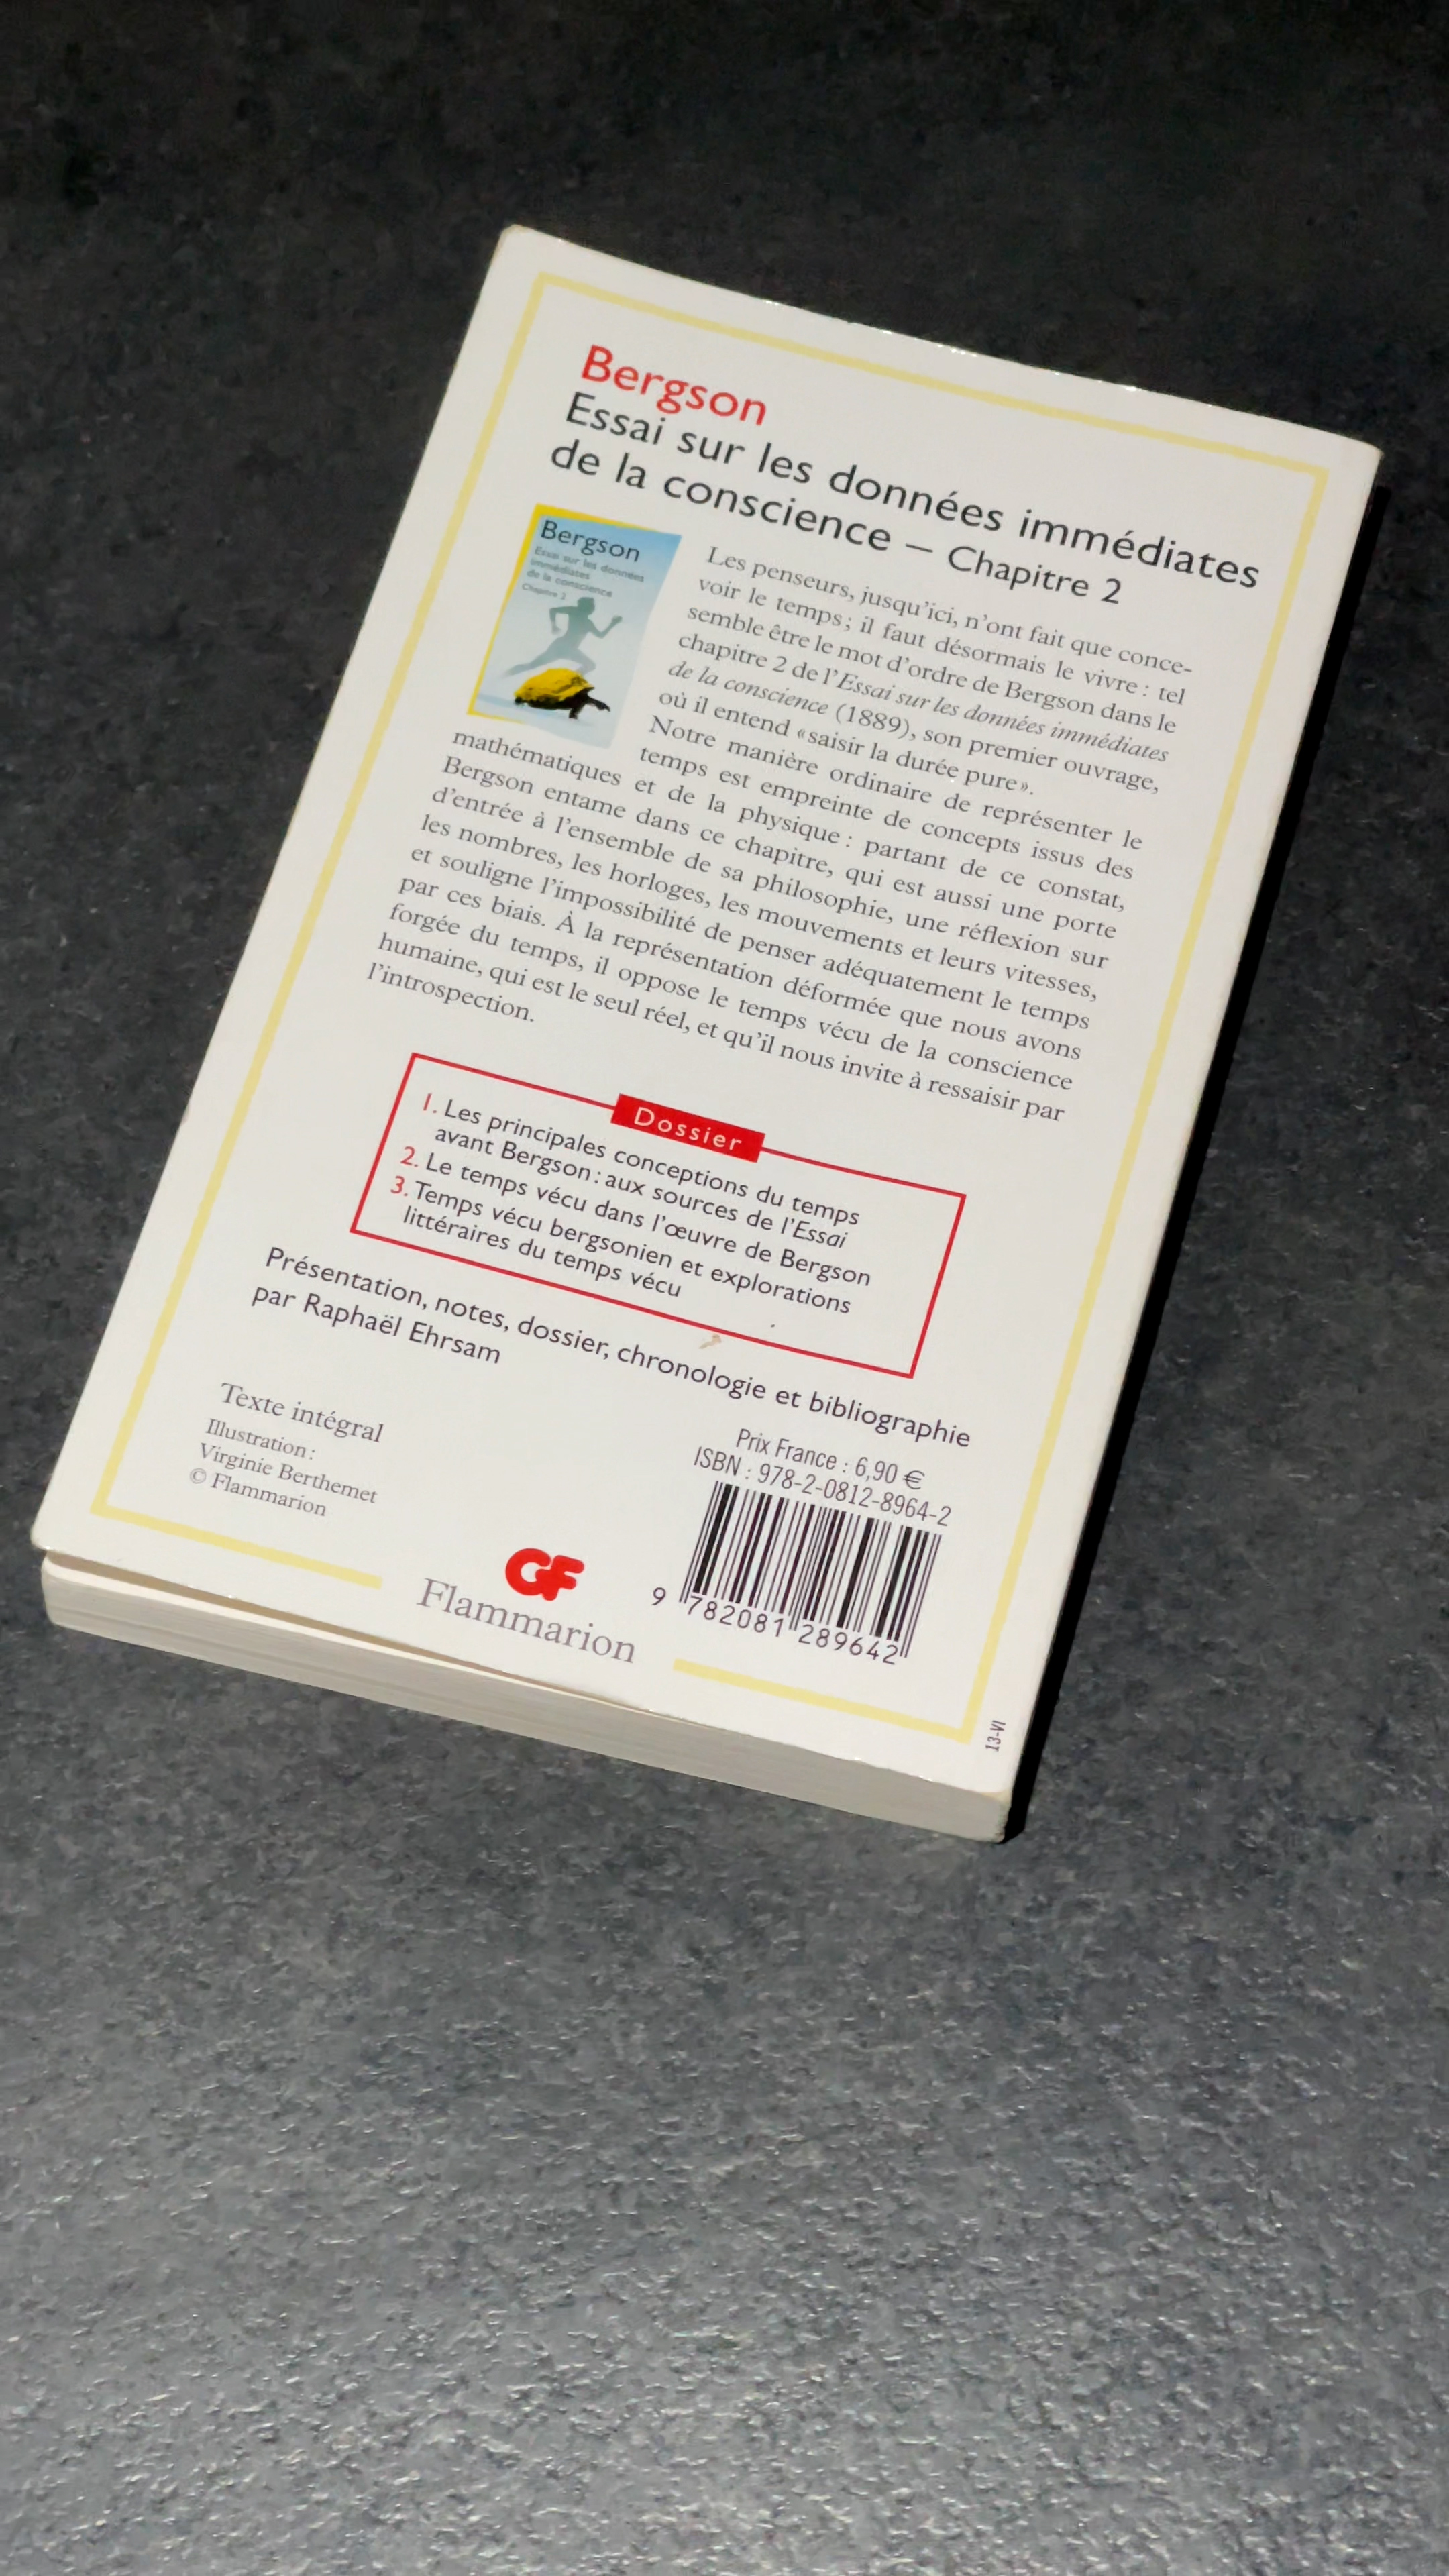 Bergson
Essai sur les données immédiates
de la conscience – Chapitre 2
Bergson
Essai sur les données
immédiates
de la conscience
Chapitre 2
Les penseurs, jusqu'ici, n'ont fait que conce-
voir le temps ; il faut désormais le vivre : tel
semble être le mot d'ordre de Bergson dans le
chapitre 2 de l'Essai sur les données immédiates
de la conscience (1889), son premier ouvrage,
où il entend «saisir la durée pure».
Notre manière ordinaire de représenter le
temps est empreinte de concepts issus des
mathématiques et de la physique : partant de ce constat,
Bergson entame dans ce chapitre, qui est aussi une porte
d'entrée à l'ensemble de sa philosophie, une réflexion sur
les nombres, les horloges, les mouvements et leurs vitesses,
et souligne l'impossibilité de penser adéquatement le temps
par ces biais. À la représentation déformée que nous avons
forgée du temps, il oppose le temps vécu de la conscience
humaine, qui est le seul réel, et qu'il nous invite à ressaisir par
l'introspection.
Dossier
1. Les principales conceptions du temps
avant Bergson : aux sources de l'Essai
2. Le temps vécu dans l'œuvre de Bergson
3. Temps vécu bergsonien et explorations
littéraires du temps vécu
Présentation, notes, dossier, chronologie et bibliographie
par Raphaël Ehrsam
Texte intégral
Illustration :
Virginie Berthemet
© Flammarion
Prix France : 6,90 €
ISBN : 978-2-0812-8964-2
9 782081 289642
GF
Flammarion
13-VI